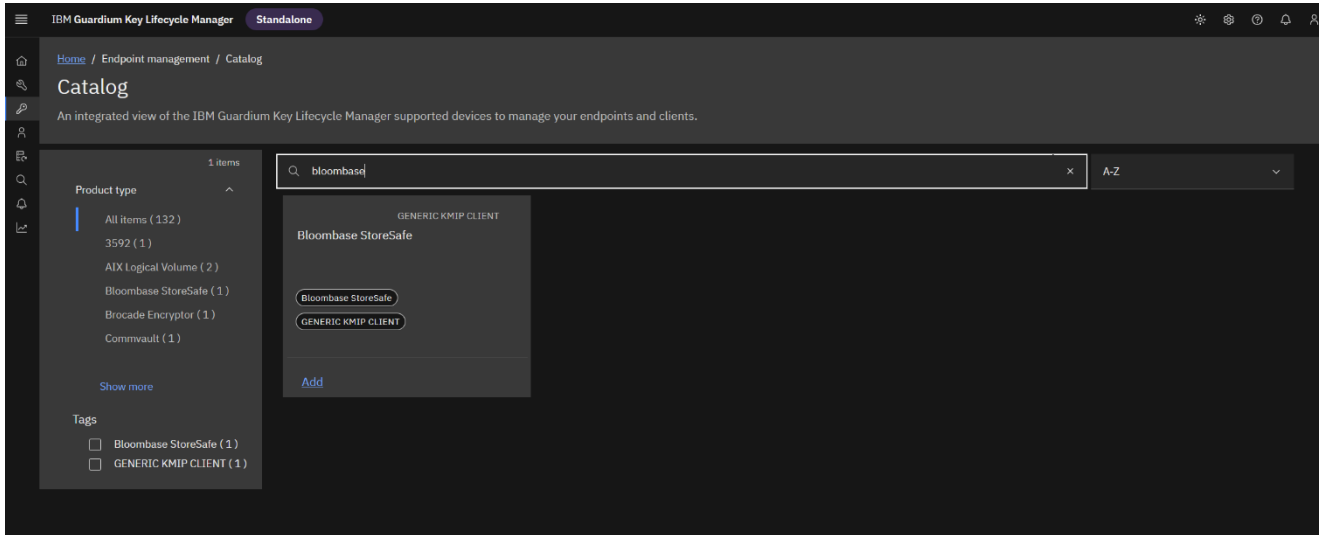 IBM Guardium Key Lifecycle Manager Standalone
Home / Endpoint management / Catalog
Catalog
An integrated view of the IBM Guardium Key Lifecycle Manager supported devices to manage your endpoints and clients.
1 items
Product type
All items (132)
3592 (1)
AIX Logical Volume (2)
Bloombase StoreSafe (1)
Brocade Encryptor (1)
Commvault (1)
Show more
Tags
Bloombase StoreSafe (1)
GENERIC KMIP CLIENT (1)
bloombase
A-Z
GENERIC KMIP CLIENT
Bloombase StoreSafe
Bloombase StoreSafe
GENERIC KMIP CLIENT
Add